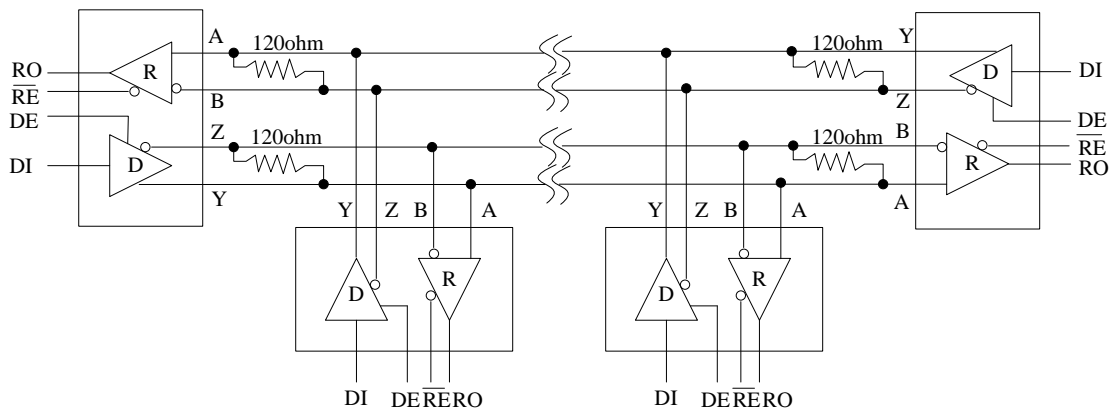 A 120ohm 120ohm Y
RO R D DI
RE B Z
DE Z 120ohm 120ohm B DE
DI D R RE
Y A RO
Y Z B A Y Z B A
D R D R
DI DE RE RO DI DE RE RO